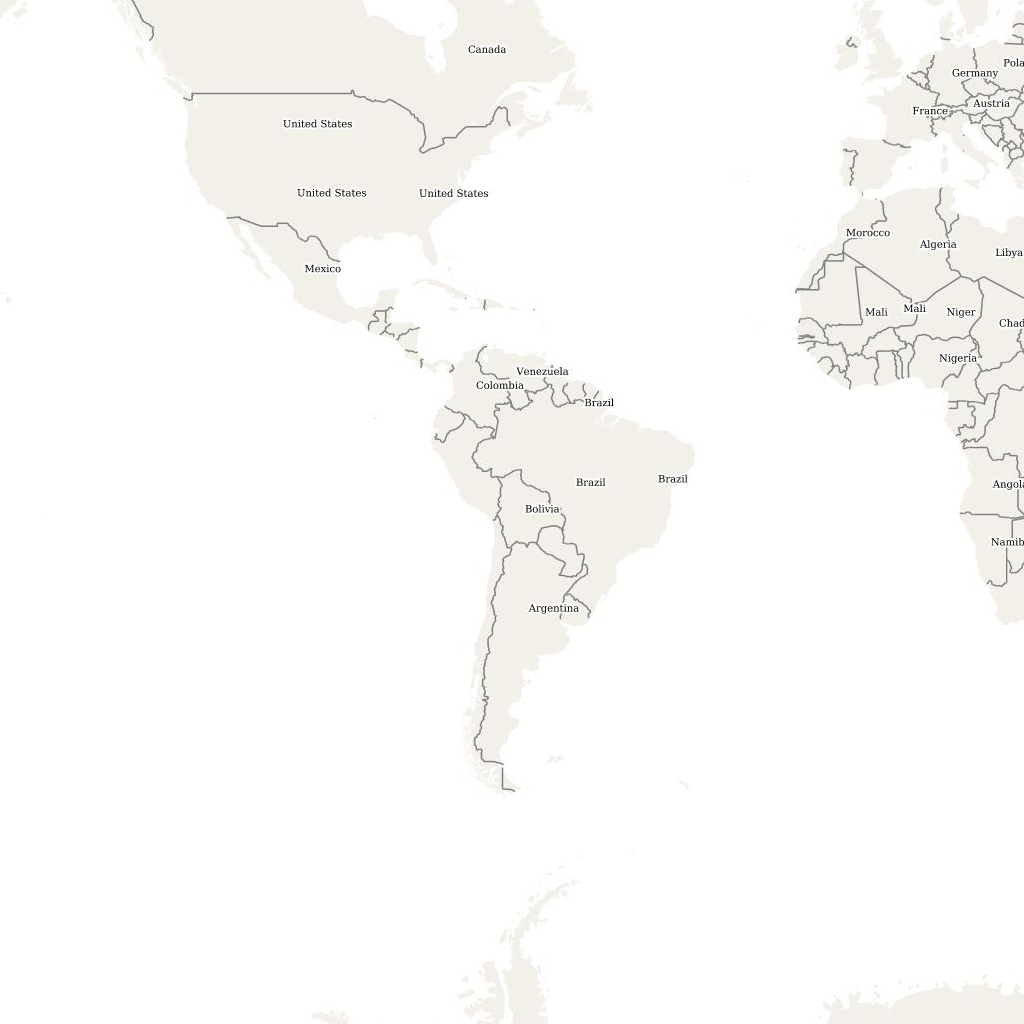 Canada
Pola
Germany
Austria
France
United States
United States
United States
Morocco
Algeria
Libya
Mexico
Mali
Mali
Niger
Chad
Nigeria
Venezuela
Colombia
Brazil
Brazil
Brazil
Angola
Bolivia
Namib
Argentina